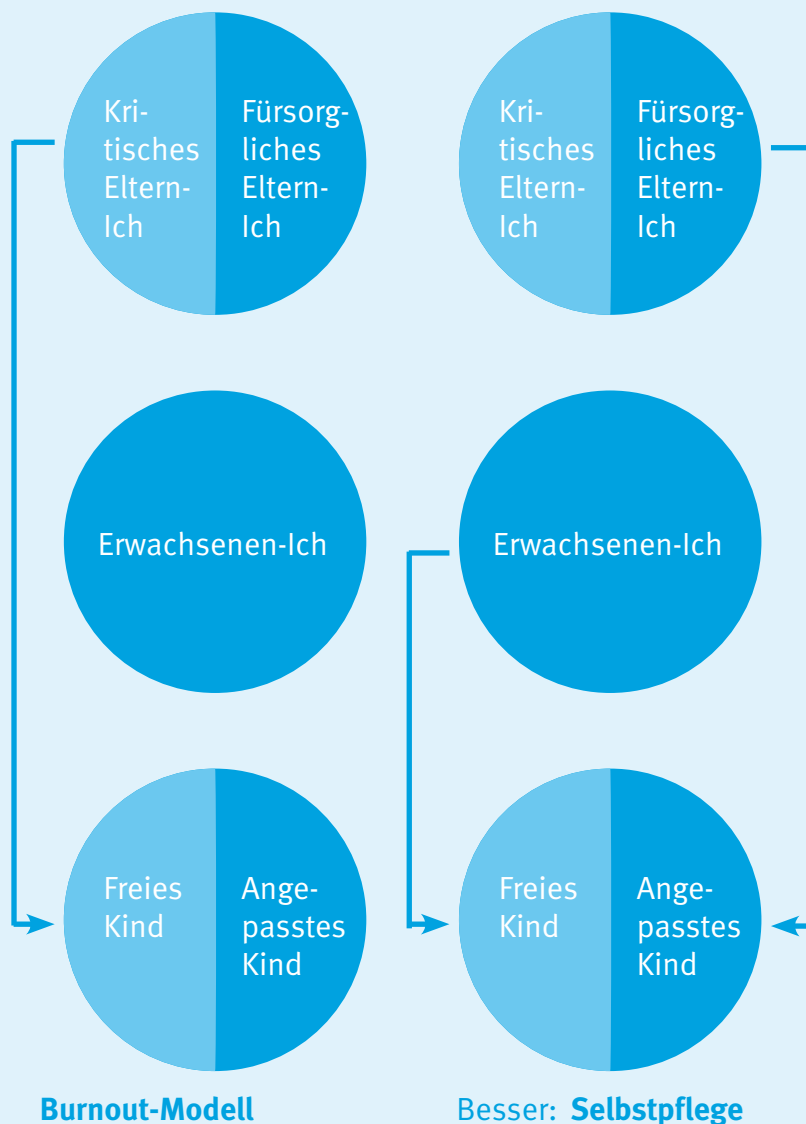 Kri-
tisches
Eltern-
Ich
Fürsorg-
liches
Eltern-
Ich
Kri-
tisches
Eltern-
Ich
Fürsorg-
liches
Eltern-
Ich
Erwachsenen-Ich
Erwachsenen-Ich
Freies
Kind
Ange-
passtes
Kind
Freies
Kind
Ange-
passtes
Kind
Burnout-Modell
Besser: Selbstpflege